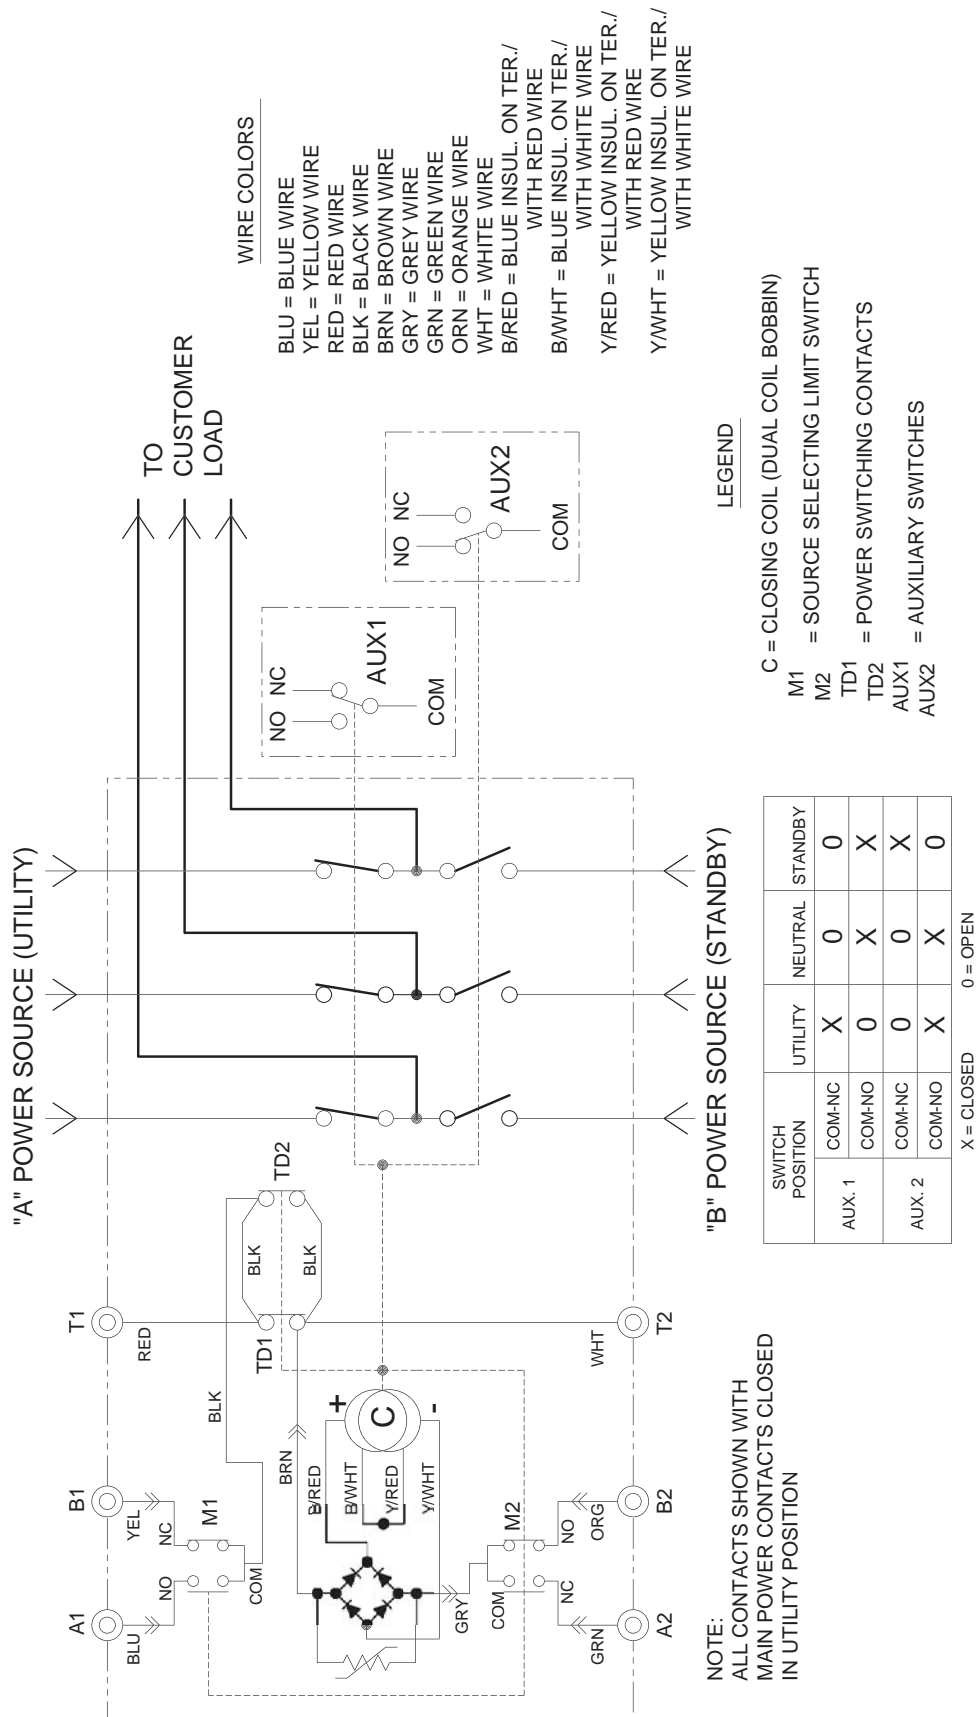 "A" POWER SOURCE (UTILITY)
TO
CUSTOMER
LOAD
WIRE COLORS
BLU = BLUE WIRE
YEL = YELLOW WIRE
RED = RED WIRE
BLK = BLACK WIRE
BRN = BROWN WIRE
GRY = GREY WIRE
GRN = GREEN WIRE
ORN = ORANGE WIRE
WHT = WHITE WIRE
B/RED = BLUE INSUL. ON TER./
WITH RED WIRE
B/WHT = BLUE INSUL. ON TER./
WITH WHITE WIRE
Y/RED = YELLOW INSUL. ON TER./
WITH RED WIRE
Y/WHT = YELLOW INSUL. ON TER./
WITH WHITE WIRE
A1
B1
T1
BLU
YEL
RED
NO
NC
M1
COM
BLK
BLK
BLK
TD1
TD2
BRN
B/RED
B/WHT
Y/RED
Y/WHT
+
C
-
GRY
COM
M2
NC
NO
GRN
ORG
WHT
A2
B2
T2
NO NC
AUX1
COM
NO NC
AUX2
COM
"B" POWER SOURCE (STANDBY)
NOTE:
ALL CONTACTS SHOWN WITH
MAIN POWER CONTACTS CLOSED
IN UTILITY POSITION
SWITCH
POSITION
UTILITY NEUTRAL STANDBY
AUX. 1
COM-NC X 0 0
COM-NO 0 X X
AUX. 2
COM-NC 0 0 X
COM-NO X X 0
X = CLOSED 0 = OPEN
LEGEND
C = CLOSING COIL (DUAL COIL BOBBIN)
M1
M2
= SOURCE SELECTING LIMIT SWITCH
TD1
TD2
= POWER SWITCHING CONTACTS
AUX1
AUX2
= AUXILIARY SWITCHES